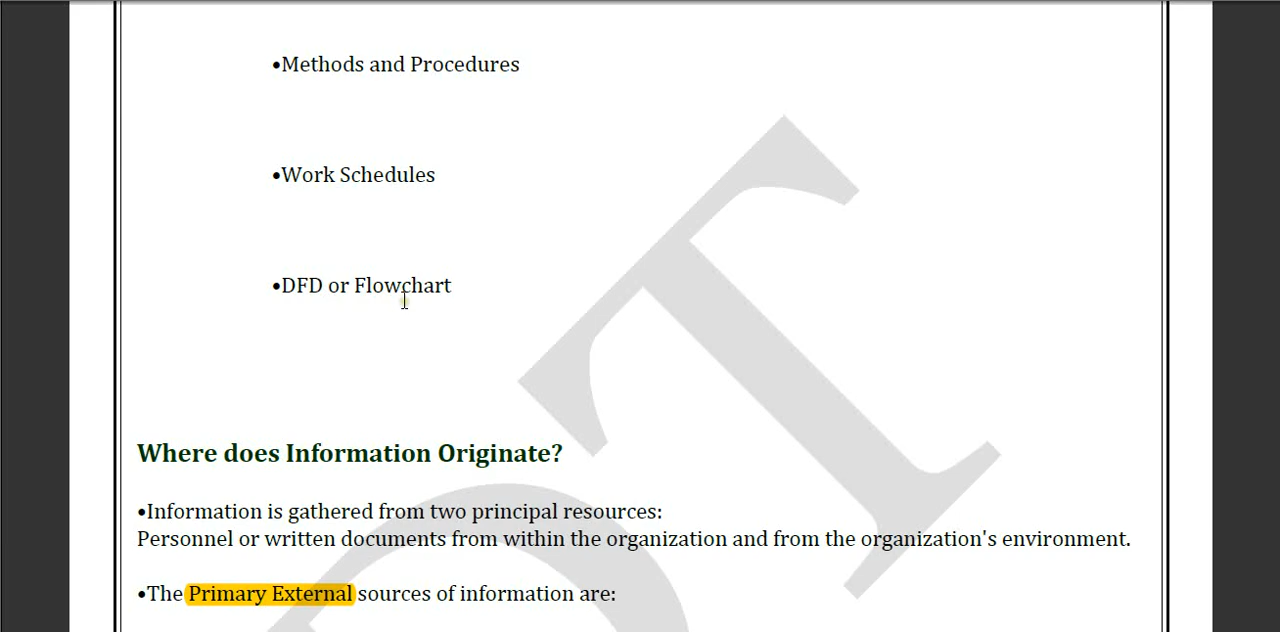 •Methods and Procedures
•Work Schedules
•DFD or Flowchart
Where does Information Originate?
•Information is gathered from two principal resources:
Personnel or written documents from within the organization and from the organization's environment.
•The Primary External sources of information are: